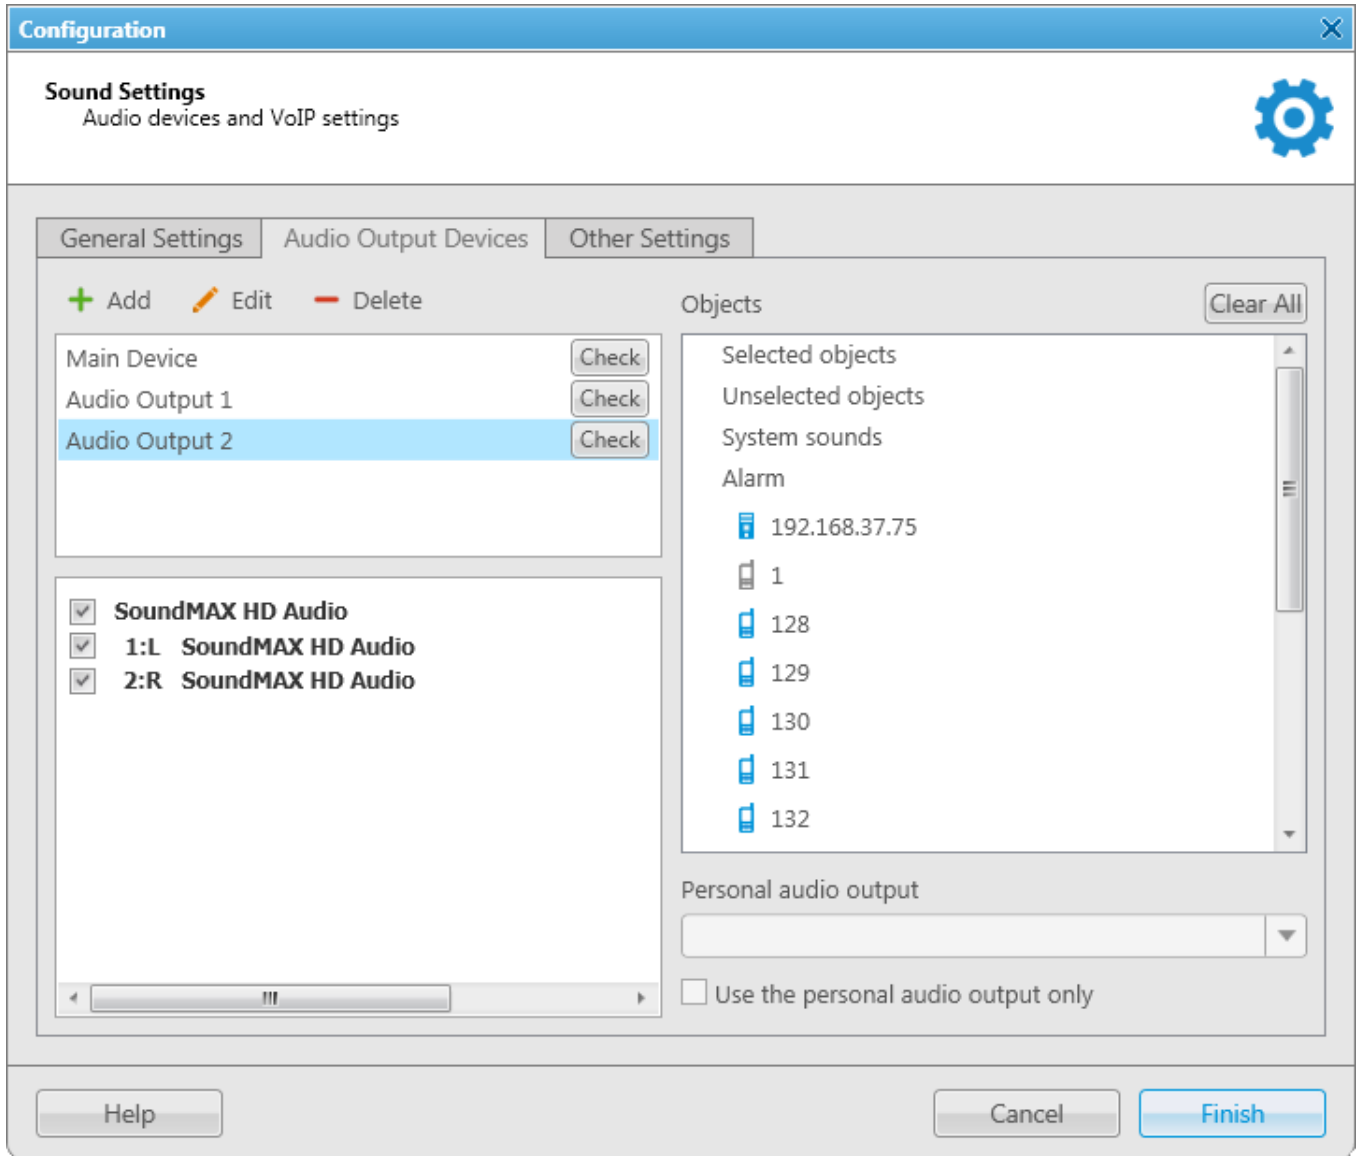 Configuration
Sound Settings
Audio devices and VoIP settings
General Settings
Audio Output Devices
Other Settings
Add
Edit
Delete
Main Device
Check
Audio Output 1
Check
Audio Output 2
Check
SoundMAX HD Audio
1:L SoundMAX HD Audio
2:R SoundMAX HD Audio
Objects
Clear All
Selected objects
Unselected objects
System sounds
Alarm
192.168.37.75
1
128
129
130
131
132
Personal audio output
Use the personal audio output only
Help
Cancel
Finish